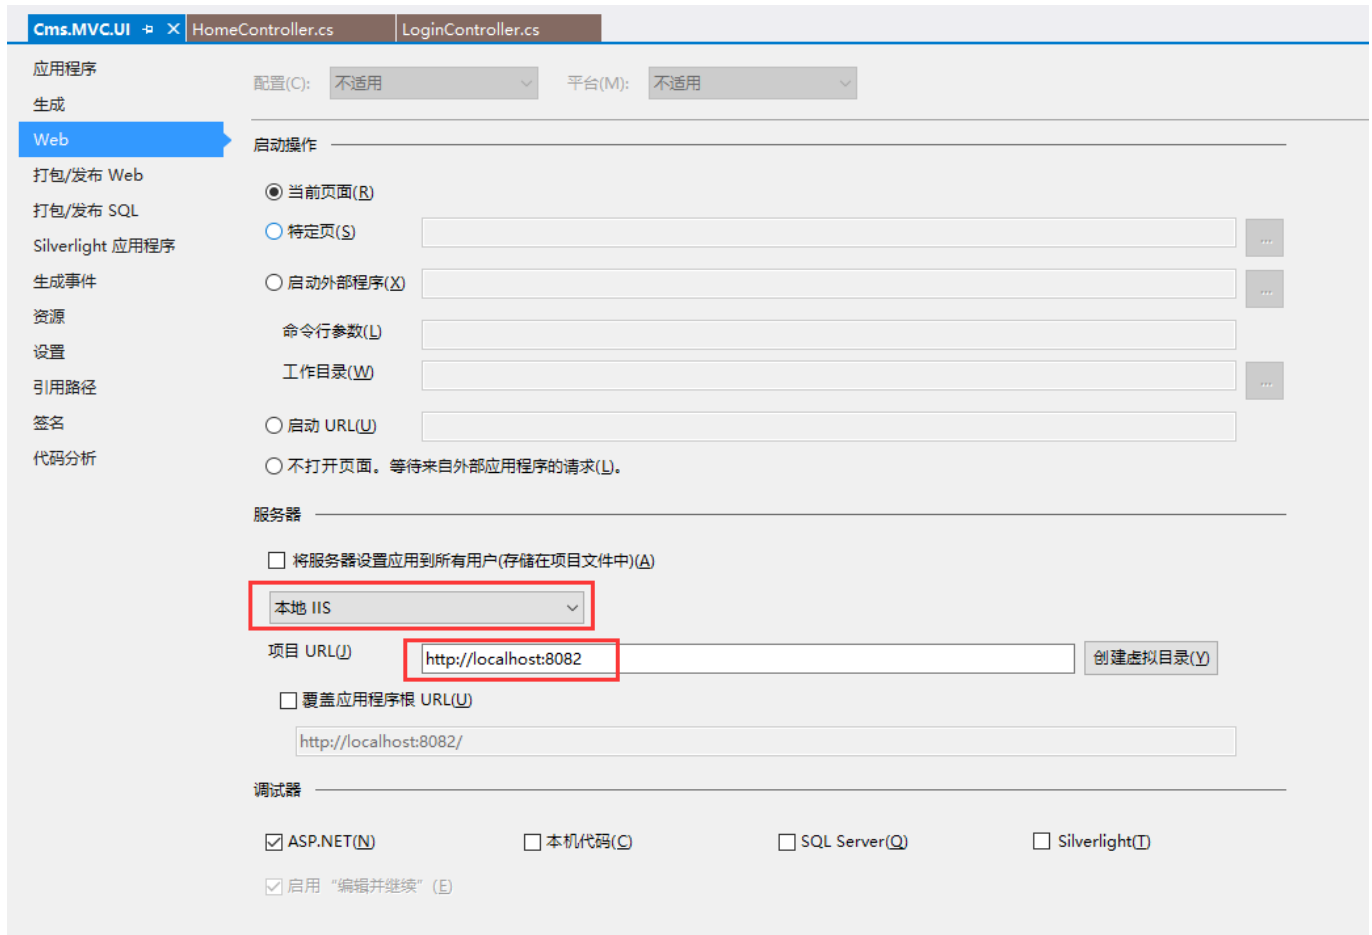 Cms.MVC.UI HomeController.cs LoginController.cs
应用程序
生成
Web
打包/发布 Web
打包/发布 SQL
Silverlight 应用程序
生成事件
资源
设置
引用路径
签名
代码分析
配置(C): 不适用 平台(M): 不适用
启动操作
当前页面(R)
特定页(S) ...
启动外部程序(X) ...
命令行参数(L)
工作目录(W) ...
启动 URL(U)
不打开页面。等待来自外部应用程序的请求(L)。
服务器
将服务器设置应用到所有用户(存储在项目文件中)(A)
本地 IIS
项目 URL(J) http://localhost:8082 创建虚拟目录(Y)
覆盖应用程序根 URL(U)
http://localhost:8082/
调试器
ASP.NET(N) 本机代码(C) SQL Server(Q) Silverlight(T)
启用“编辑并继续”(E)